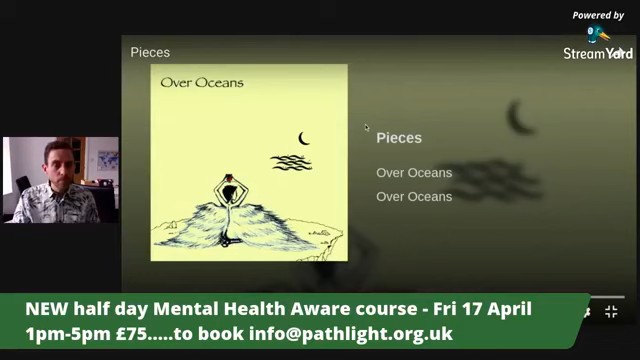 Powered by
StreamYard
Pieces
Over Oceans
Pieces
Over Oceans
Over Oceans
NEW half day Mental Health Aware course - Fri 17 April
1pm-5pm £75.....to book info@pathlight.org.uk